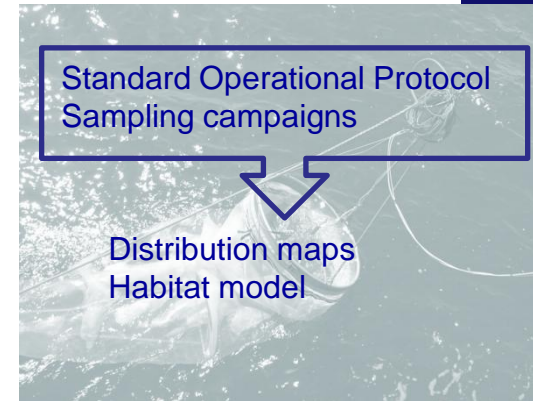 Standard Operational Protocol
Sampling campaigns
Distribution maps
Habitat model